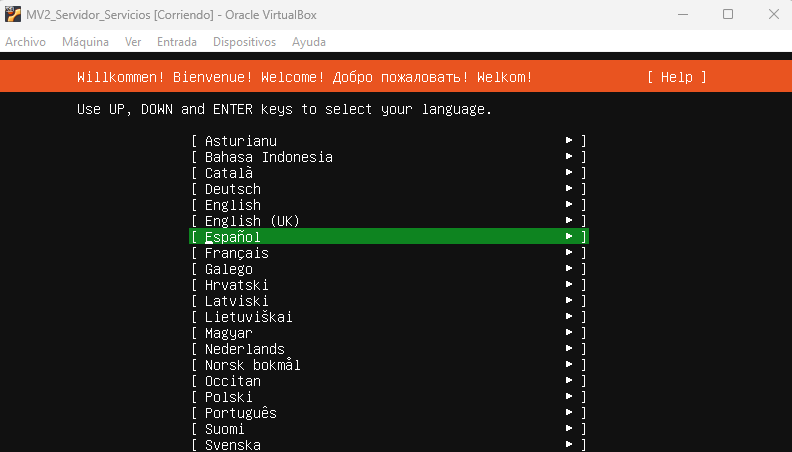 MV2_Servidor_Servicios [Corriendo] - Oracle VirtualBox
Archivo Máquina Ver Entrada Dispositivos Ayuda
Willkommen! Bienvenue! Welcome! Добро пожаловать! Welkom! [ Help ]
Use UP, DOWN and ENTER keys to select your language.
[ Asturianu ▸ ]
[ Bahasa Indonesia ▸ ]
[ Català ▸ ]
[ Deutsch ▸ ]
[ English ▸ ]
[ English (UK) ▸ ]
[ Español ▸ ]
[ Français ▸ ]
[ Galego ▸ ]
[ Hrvatski ▸ ]
[ Latviski ▸ ]
[ Lietuviškai ▸ ]
[ Magyar ▸ ]
[ Nederlands ▸ ]
[ Norsk bokmål ▸ ]
[ Occitan ▸ ]
[ Polski ▸ ]
[ Português ▸ ]
[ Suomi ▸ ]
[ Svenska ▸ ]